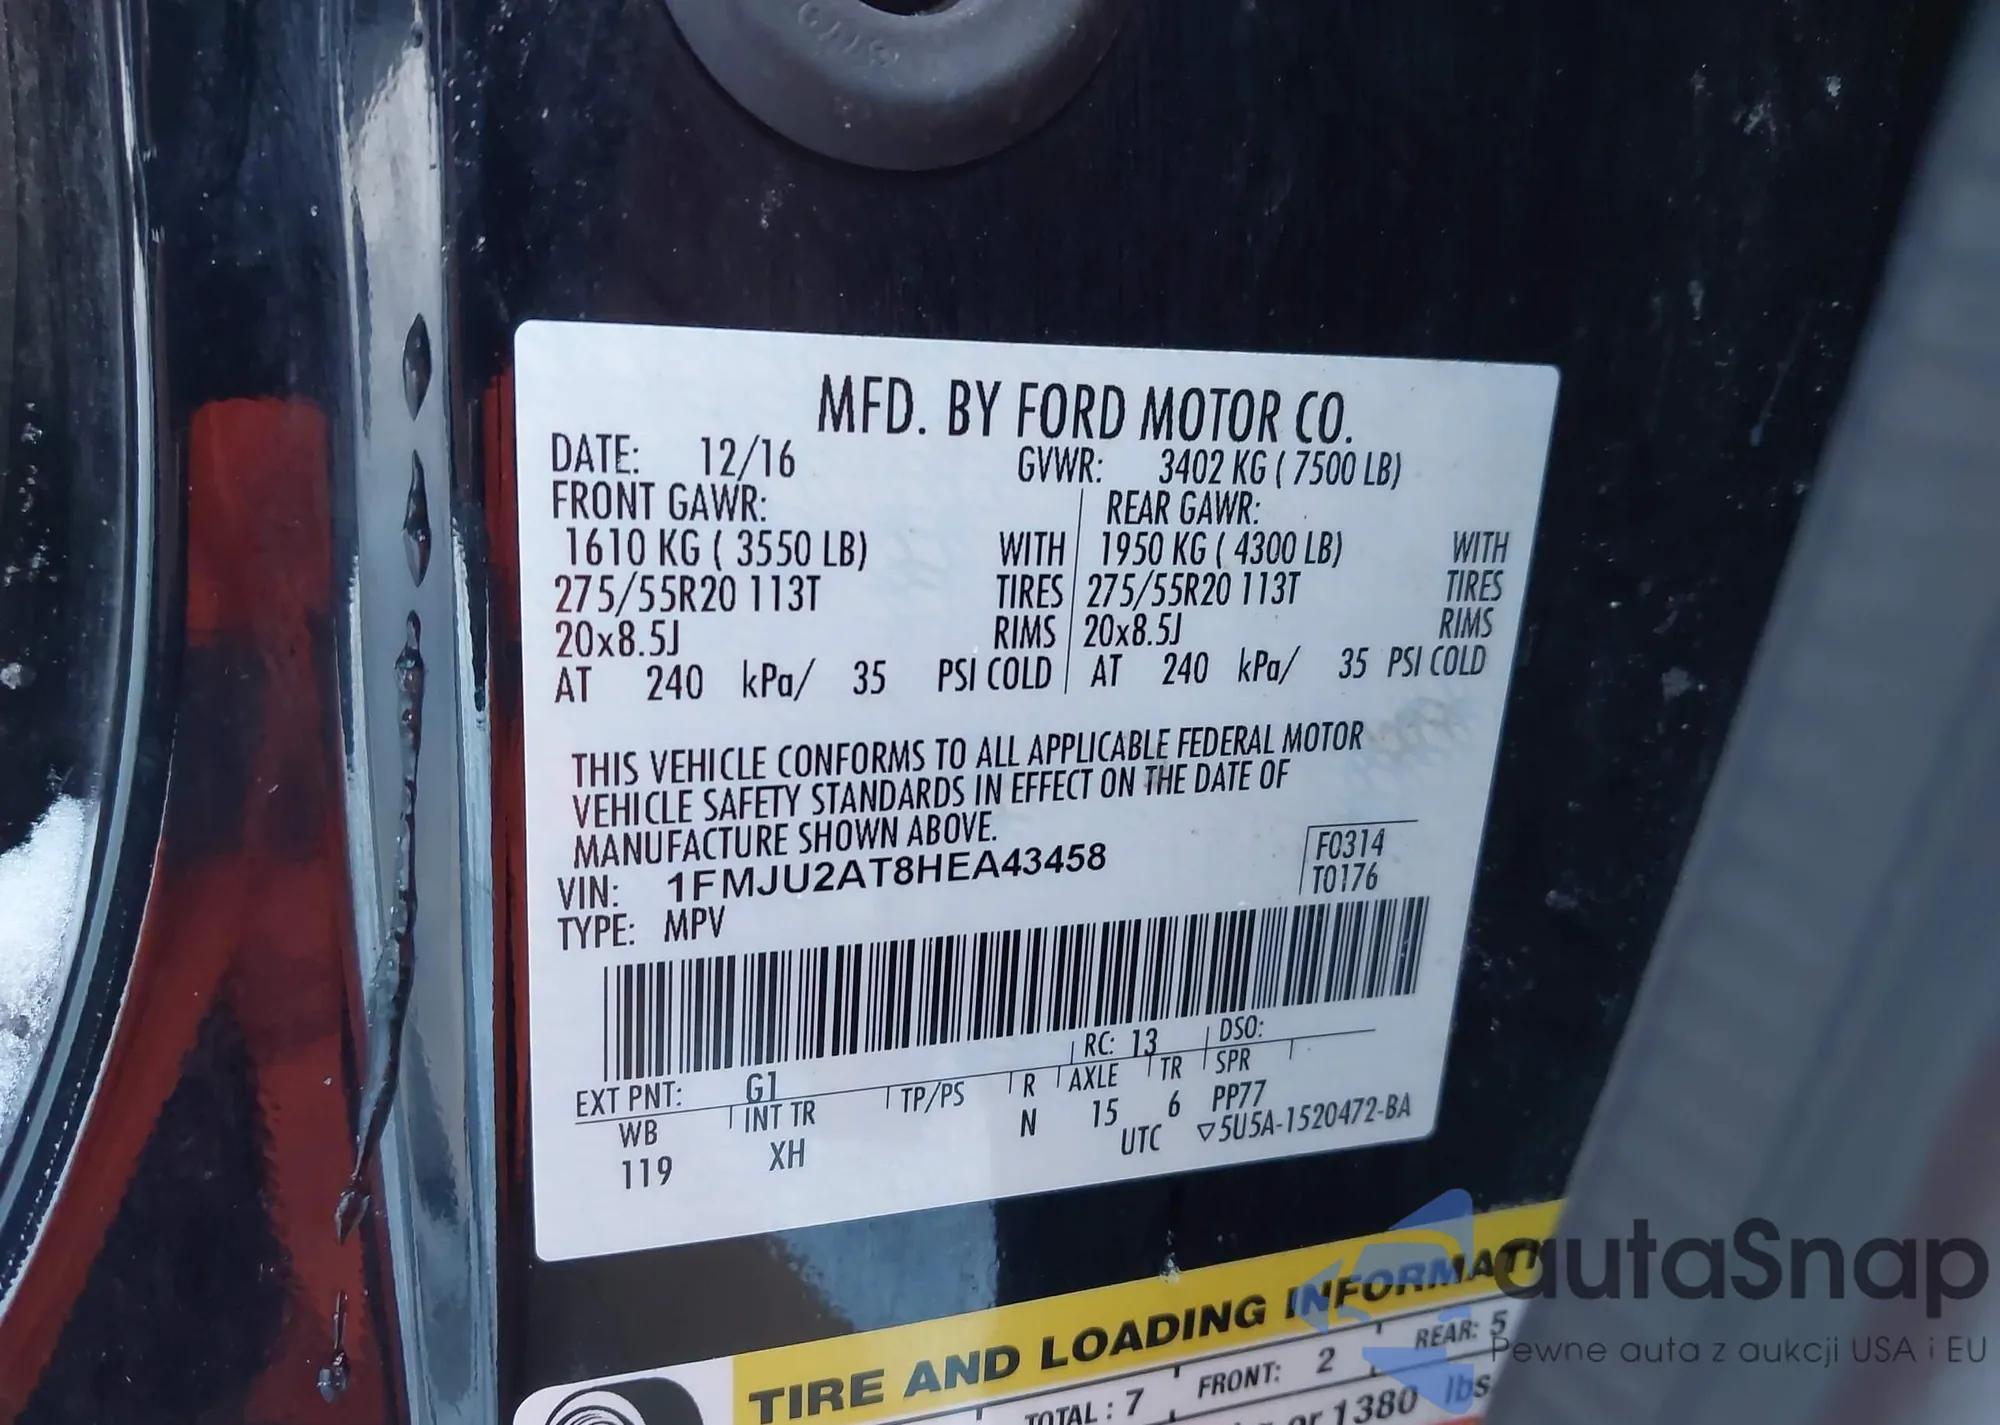 MFD. BY FORD MOTOR CO.
DATE: 12/16 GVWR: 3402 KG ( 7500 LB)
FRONT GAWR: REAR GAWR:
1610 KG ( 3550 LB) WITH 1950 KG ( 4300 LB) WITH
275/55R20 113T TIRES 275/55R20 113T TIRES
20x8.5J RIMS 20x8.5J RIMS
AT 240 kPa/ 35 PSI COLD AT 240 kPa/ 35 PSI COLD
THIS VEHICLE CONFORMS TO ALL APPLICABLE FEDERAL MOTOR
VEHICLE SAFETY STANDARDS IN EFFECT ON THE DATE OF
MANUFACTURE SHOWN ABOVE.
VIN: 1FMJU2AT8HEA43458 F0314
TYPE: MPV T0176
EXT PNT: G1 RC: 13 DSO:
WB INT TR TP/PS R AXLE TR SPR
119 XH N 15 6 PP77
UTC ▽5U5A-1520472-BA
TIRE AND LOADING INFORMATI
TOTAL : 7 FRONT: 2 REAR: 5
or 1380 lbs
autaSnap
Pewne auta z aukcji USA i EU